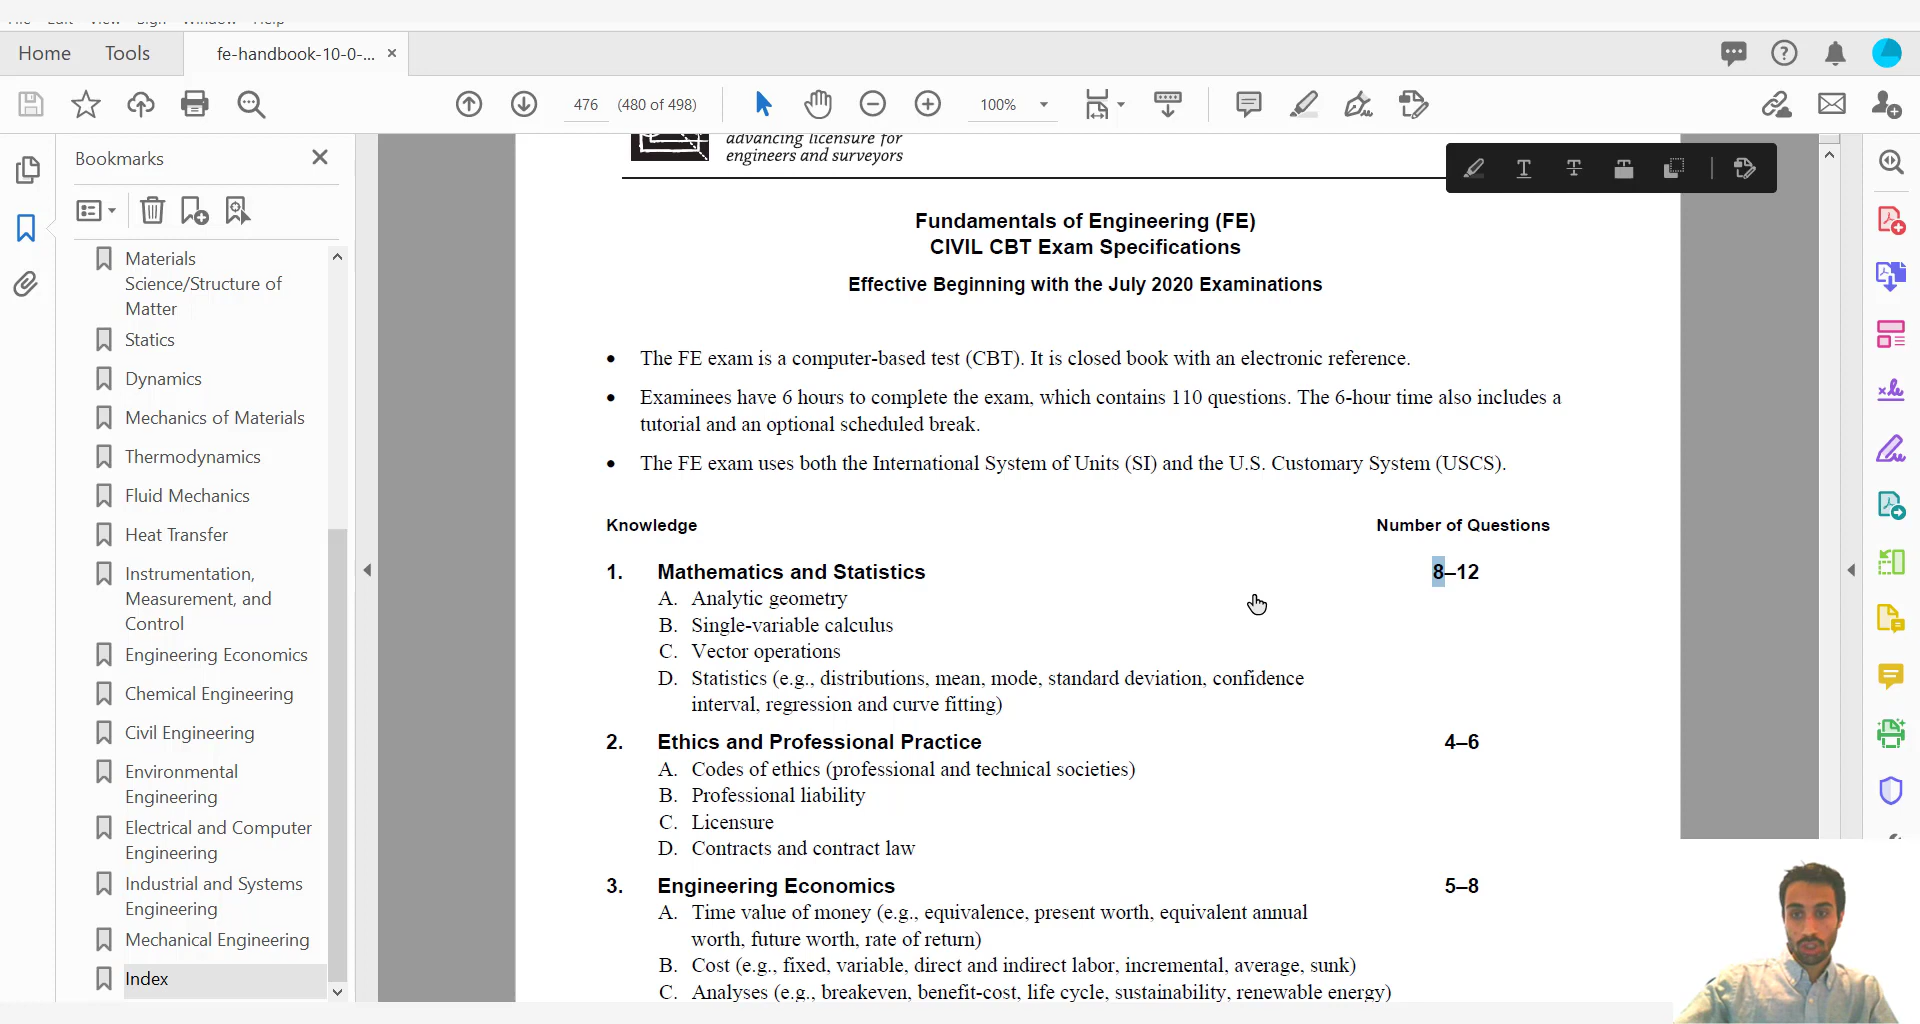 File Edit View Sign Window Help
Home Tools fe-handbook-10-0-... ×
476 (480 of 498) 100%
Bookmarks
Materials
Science/Structure of
Matter
Statics
Dynamics
Mechanics of Materials
Thermodynamics
Fluid Mechanics
Heat Transfer
Instrumentation,
Measurement, and
Control
Engineering Economics
Chemical Engineering
Civil Engineering
Environmental
Engineering
Electrical and Computer
Engineering
Industrial and Systems
Engineering
Mechanical Engineering
Index
advancing licensure for
engineers and surveyors
Fundamentals of Engineering (FE)
CIVIL CBT Exam Specifications
Effective Beginning with the July 2020 Examinations
• The FE exam is a computer-based test (CBT). It is closed book with an electronic reference.
• Examinees have 6 hours to complete the exam, which contains 110 questions. The 6-hour time also includes a
tutorial and an optional scheduled break.
• The FE exam uses both the International System of Units (SI) and the U.S. Customary System (USCS).
Knowledge Number of Questions
1. Mathematics and Statistics 8–12
A. Analytic geometry
B. Single-variable calculus
C. Vector operations
D. Statistics (e.g., distributions, mean, mode, standard deviation, confidence
interval, regression and curve fitting)
2. Ethics and Professional Practice 4–6
A. Codes of ethics (professional and technical societies)
B. Professional liability
C. Licensure
D. Contracts and contract law
3. Engineering Economics 5–8
A. Time value of money (e.g., equivalence, present worth, equivalent annual
worth, future worth, rate of return)
B. Cost (e.g., fixed, variable, direct and indirect labor, incremental, average, sunk)
C. Analyses (e.g., breakeven, benefit-cost, life cycle, sustainability, renewable energy)